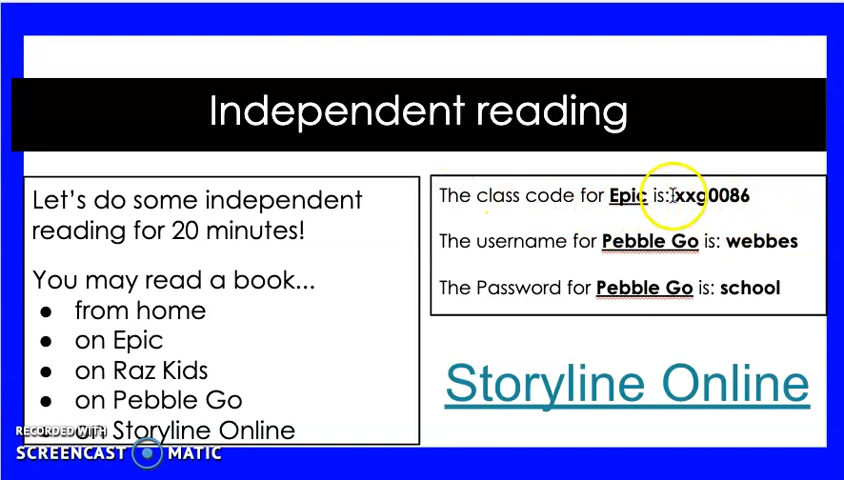 Independent reading
Let's do some independent
reading for 20 minutes!
You may read a book...
● from home
● on Epic
● on Raz Kids
● on Pebble Go
● on Storyline Online
The class code for Epic is:
The username for Pebble Go is: webbes
The Password for Pebble Go is: school
Storyline Online
RECORDED WITH
SCREENCAST MATIC